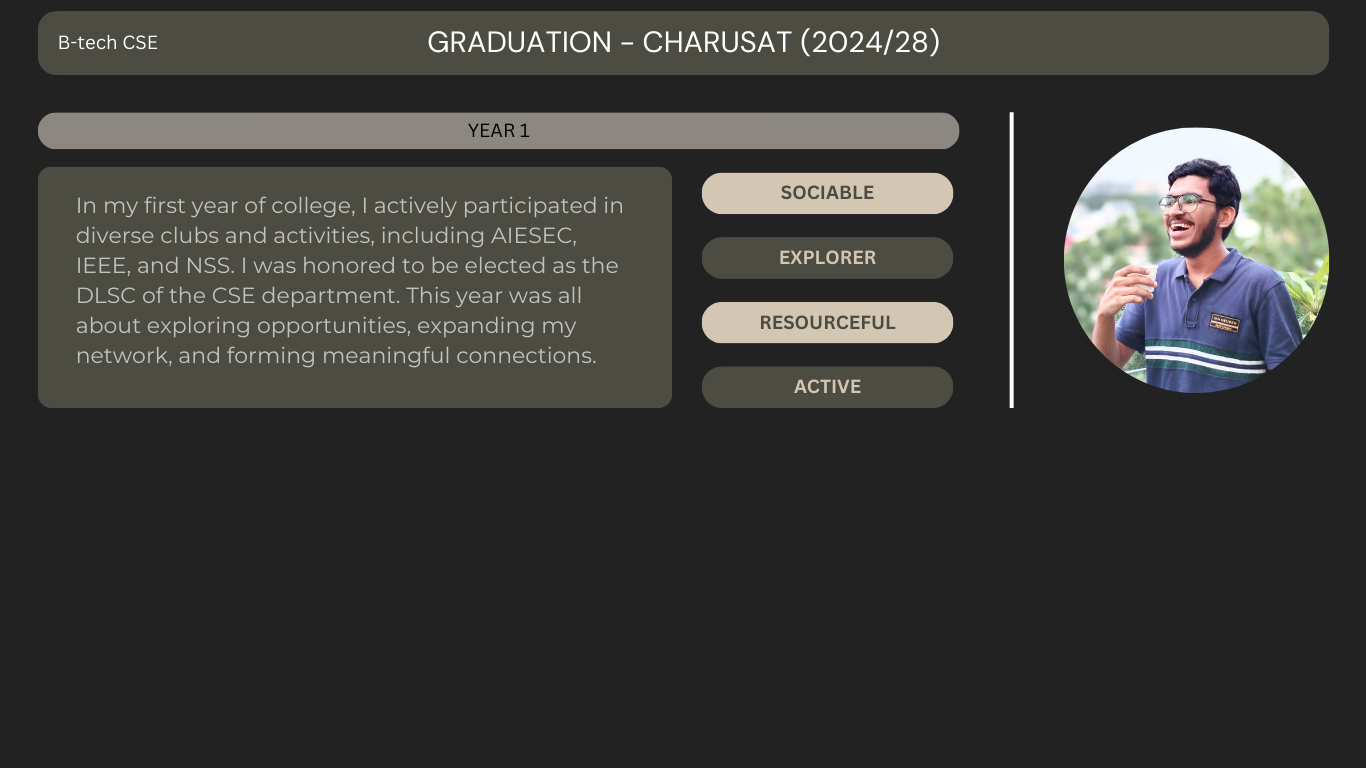 B-tech CSE
GRADUATION - CHARUSAT (2024/28)
YEAR 1
In my first year of college, I actively participated in
diverse clubs and activities, including AIESEC,
IEEE, and NSS. I was honored to be elected as the
DLSC of the CSE department. This year was all
about exploring opportunities, expanding my
network, and forming meaningful connections.
SOCIABLE
EXPLORER
RESOURCEFUL
ACTIVE